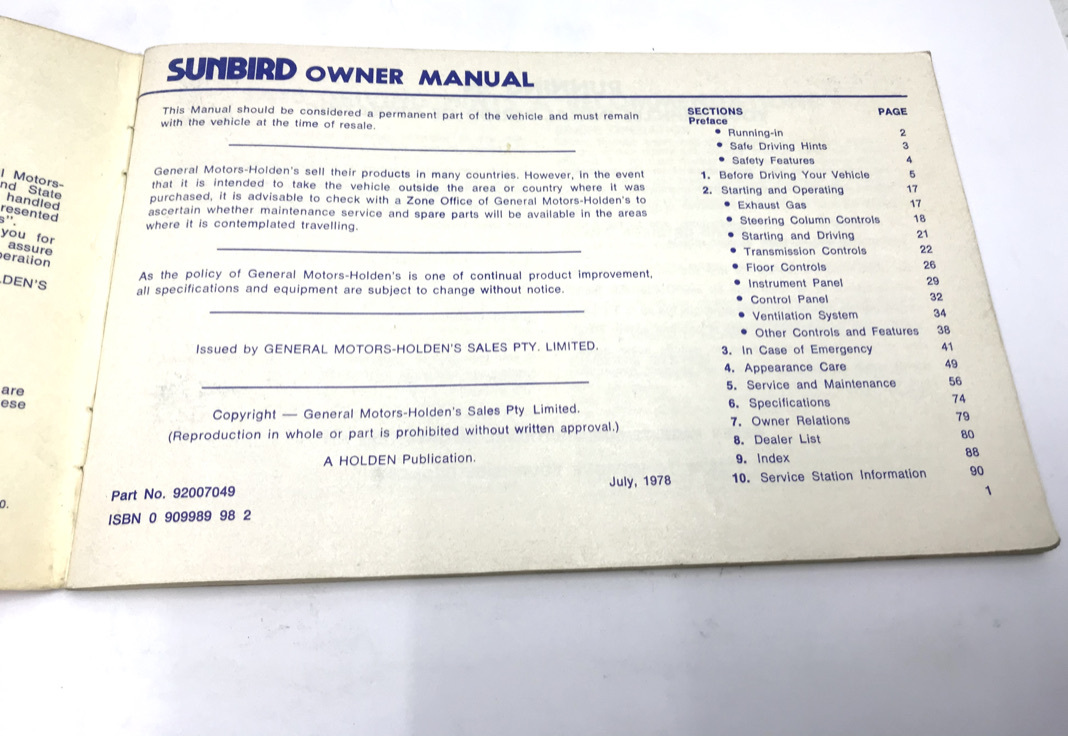 l Motors-
nd State
handled
resented
s".
you for
assure
eration
.DEN'S
are
ese
0.
SUNBIRD OWNER MANUAL
This Manual should be considered a permanent part of the vehicle and must remain
with the vehicle at the time of resale.
General Motors-Holden's sell their products in many countries. However, in the event
that it is intended to take the vehicle outside the area or country where it was
purchased, it is advisable to check with a Zone Office of General Motors-Holden's to
ascertain whether maintenance service and spare parts will be available in the areas
where it is contemplated travelling.
As the policy of General Motors-Holden's is one of continual product improvement,
all specifications and equipment are subject to change without notice.
Issued by GENERAL MOTORS-HOLDEN'S SALES PTY. LIMITED.
Copyright — General Motors-Holden's Sales Pty Limited.
(Reproduction in whole or part is prohibited without written approval.)
A HOLDEN Publication.
Part No. 92007049
July, 1978
ISBN 0 909989 98 2
SECTIONS PAGE
Preface
• Running-in 2
• Safe Driving Hints 3
• Safety Features 4
1. Before Driving Your Vehicle 5
2. Starting and Operating 17
• Exhaust Gas 17
• Steering Column Controls 18
• Starting and Driving 21
• Transmission Controls 22
• Floor Controls 26
• Instrument Panel 29
• Control Panel 32
• Ventilation System 34
• Other Controls and Features 38
3. In Case of Emergency 41
4. Appearance Care 49
5. Service and Maintenance 56
6. Specifications 74
7. Owner Relations 79
8. Dealer List 80
9. Index 88
10. Service Station Information 90
1